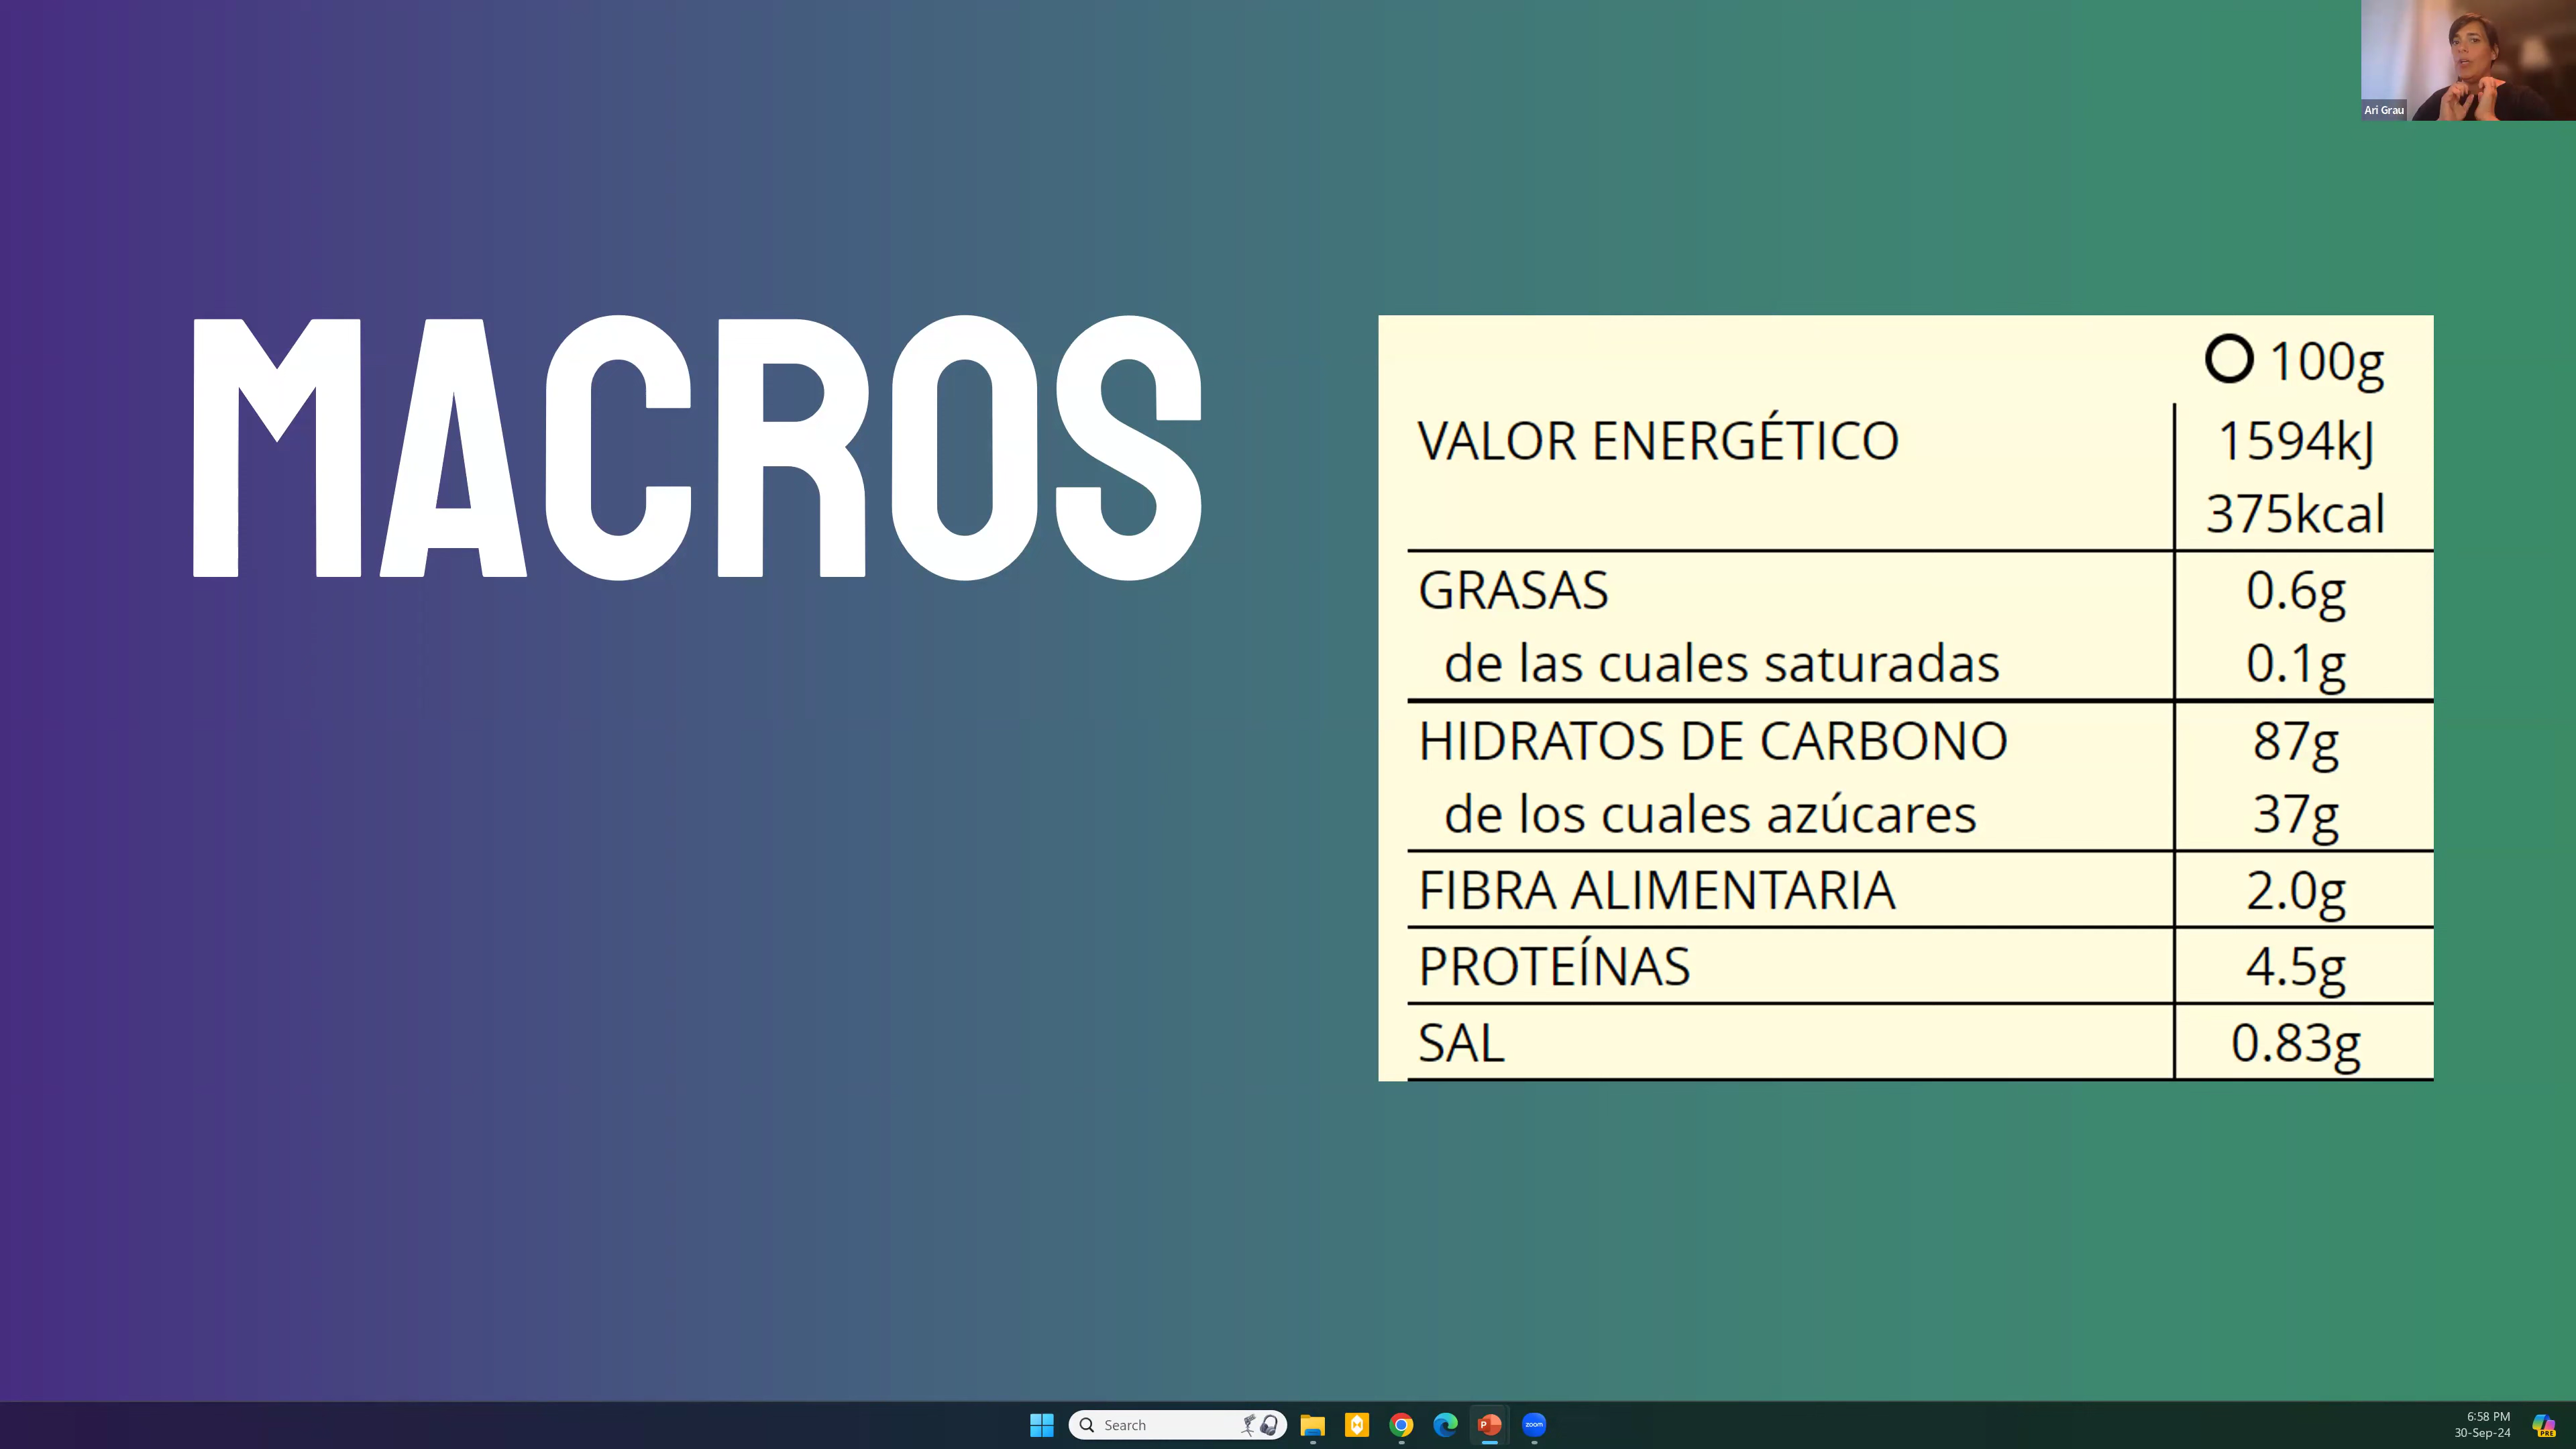 Ari Grau
MACROS
100g
VALOR ENERGÉTICO 1594kJ
375kcal
GRASAS 0.6g
de las cuales saturadas 0.1g
HIDRATOS DE CARBONO 87g
de los cuales azúcares 37g
FIBRA ALIMENTARIA 2.0g
PROTEÍNAS 4.5g
SAL 0.83g
Search
P
zoom
6:58 PM
30-Sep-24
PRE